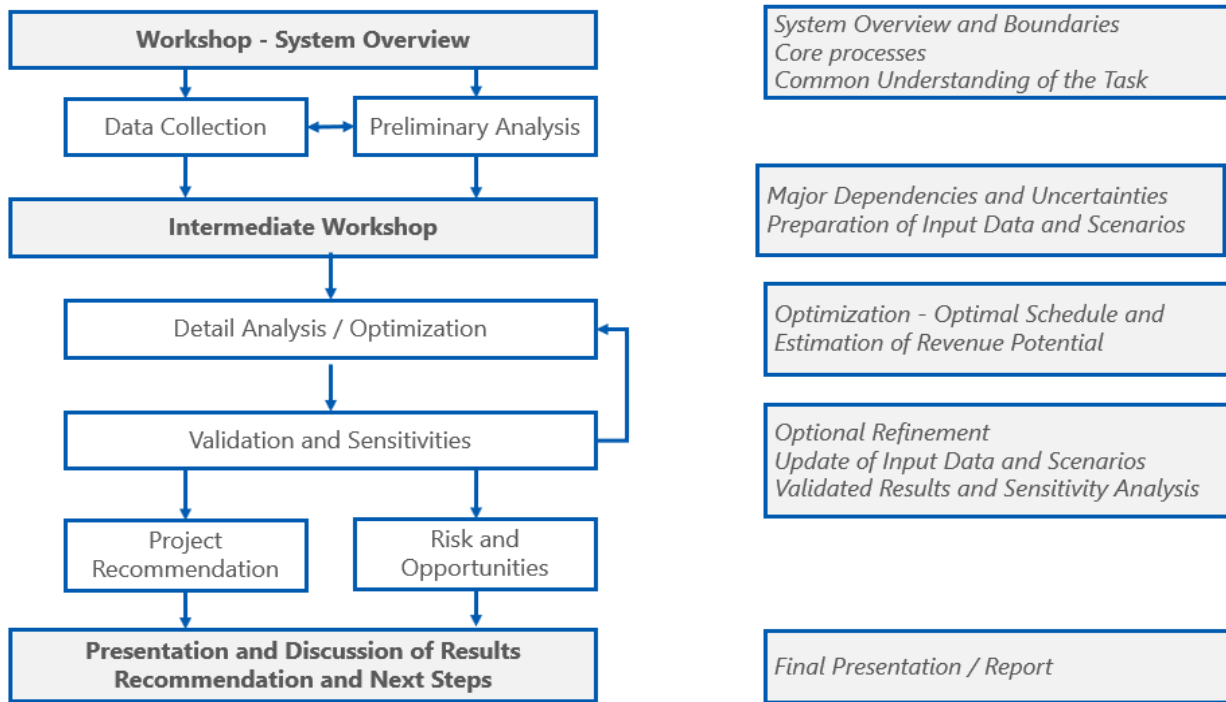 Workshop - System Overview
System Overview and Boundaries
Core processes
Common Understanding of the Task
Data Collection
Preliminary Analysis
Intermediate Workshop
Major Dependencies and Uncertainties
Preparation of Input Data and Scenarios
Detail Analysis / Optimization
Optimization - Optimal Schedule and
Estimation of Revenue Potential
Validation and Sensitivities
Optional Refinement
Update of Input Data and Scenarios
Validated Results and Sensitivity Analysis
Project
Recommendation
Risk and
Opportunities
Presentation and Discussion of Results
Recommendation and Next Steps
Final Presentation / Report